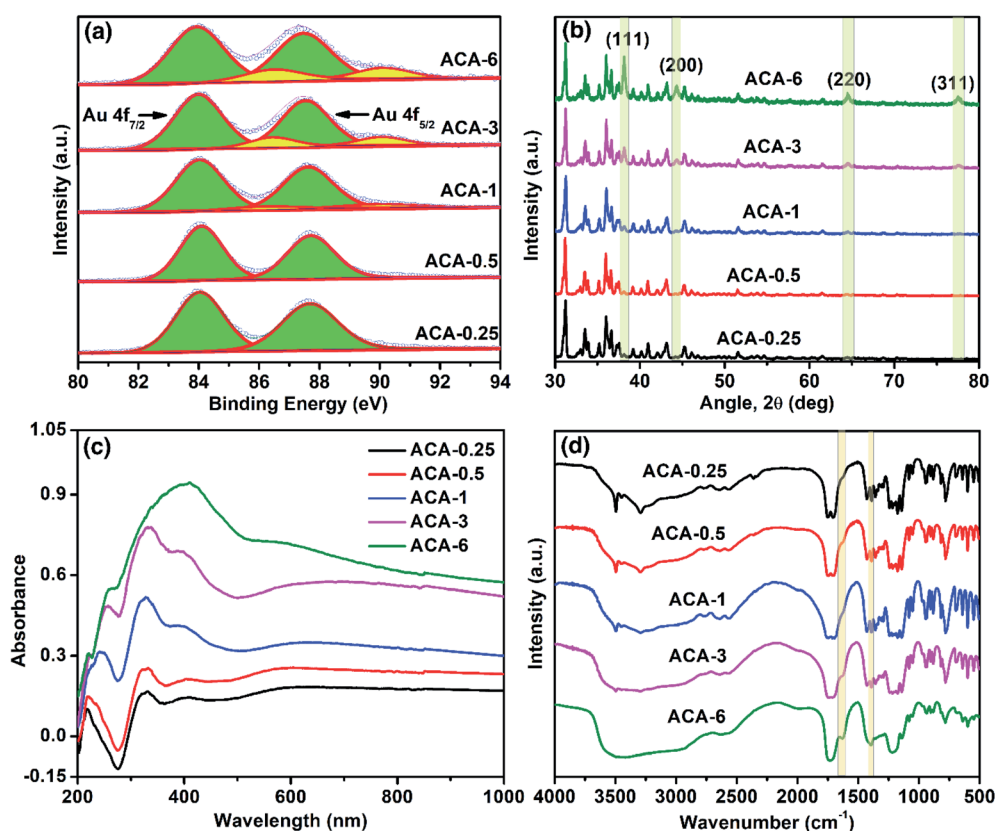 (a)
ACA-6
Au 4f7/2
Au 4f5/2
ACA-3
ACA-1
ACA-0.5
ACA-0.25
Intensity (a.u.)
80 82 84 86 88 90 92 94
Binding Energy (eV)
(b)
(111)
(200)
(220)
(311)
ACA-6
ACA-3
ACA-1
ACA-0.5
ACA-0.25
Intensity (a.u.)
30 40 50 60 70 80
Angle, 2θ (deg)
(c)
ACA-0.25
ACA-0.5
ACA-1
ACA-3
ACA-6
1.05
0.9
0.6
0.3
0.0
-0.15
Absorbance
200 400 600 800 1000
Wavelength (nm)
(d)
ACA-0.25
ACA-0.5
ACA-1
ACA-3
ACA-6
Intensity (a.u.)
4000 3500 3000 2500 2000 1500 1000 500
Wavenumber (cm⁻¹)